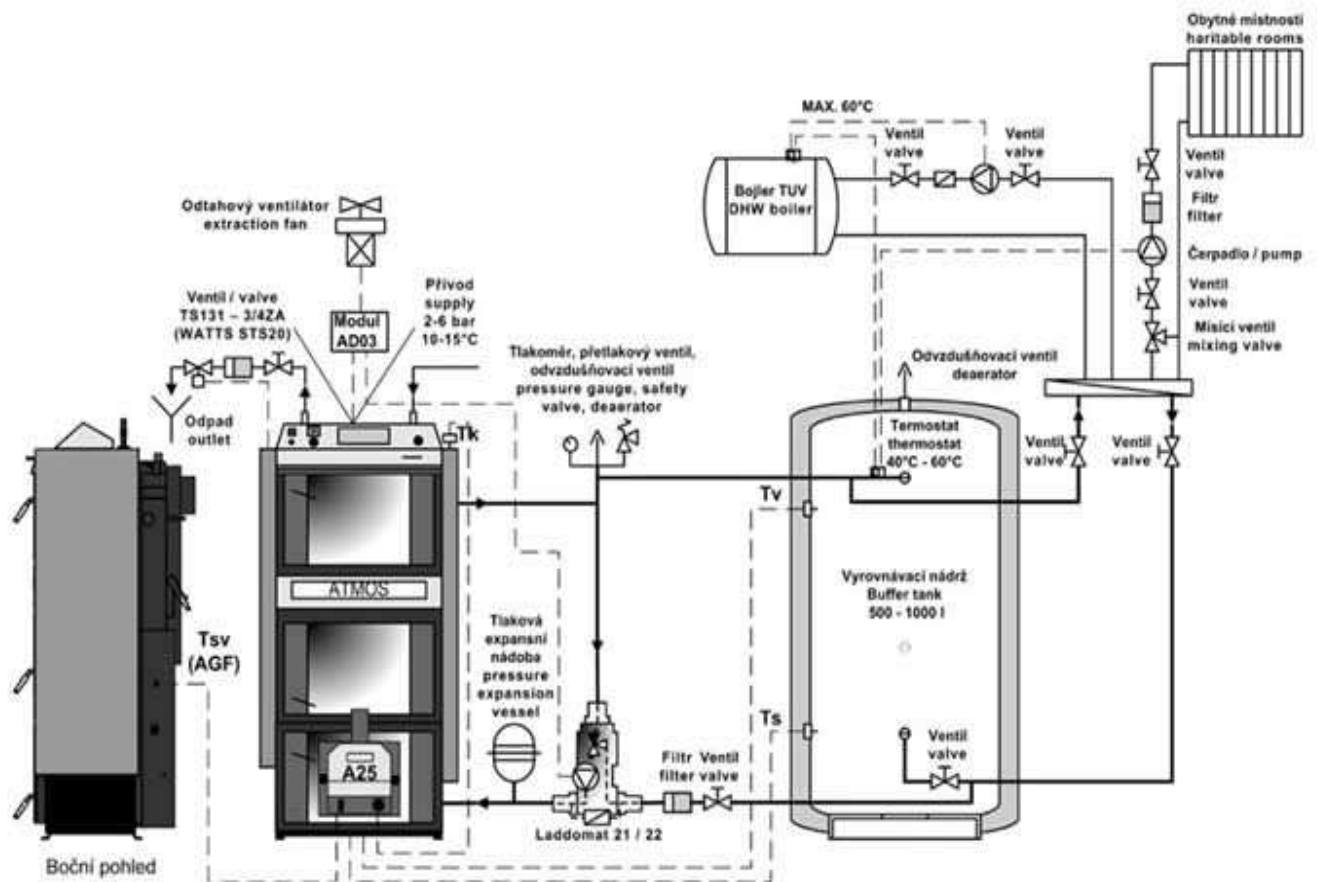 Obytné místnosti
haritable rooms
MAX. 60°C
Ventil
valve
Ventil
valve
Ventil
valve
Bojler TUV
DHW boiler
Filtr
filter
Odtahový ventilátor
extraction fan
Čerpadlo / pump
Ventil / valve
TS131 – 3/4ZA
(WATTS STS20)
Přívod
supply
2-6 bar
10-15°C
Modul
AD03
Ventil
valve
Mísicí ventil
mixing valve
Tlakoměr, přetlakový ventil,
odvzdušňovací ventil
pressure gauge, safety
valve, deaerator
Odvzdušňovací ventil
deaerator
Odpad
outlet
Tk
Termostat
thermostat
40°C - 60°C
Ventil
valve
Ventil
valve
Tv
ATMOS
Vyrovnávací nádrž
Buffer tank
500 - 1000 l
Tsv
(AGF)
Tlaková
expansní
nádoba
pressure
expansion
vessel
Ts
Ventil
valve
A25
Filtr Ventil
filter valve
Laddomat 21 / 22
Boční pohled